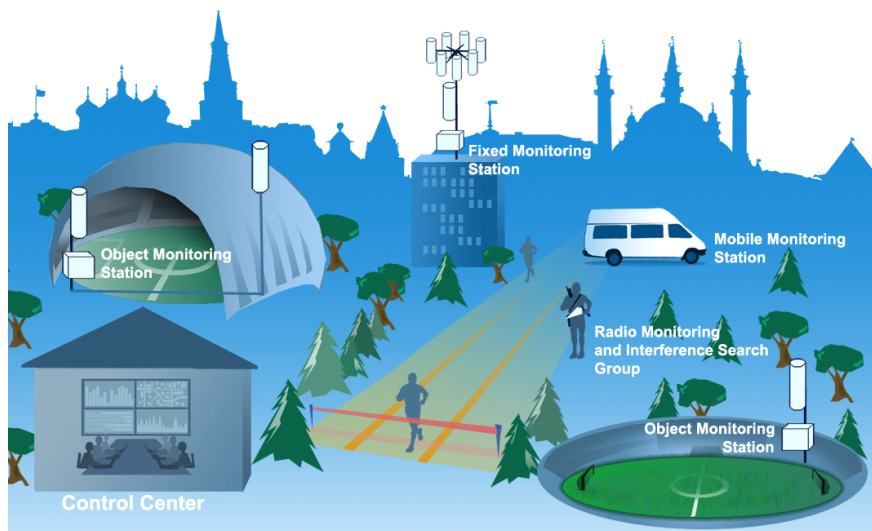 Fixed Monitoring
Station
Mobile Monitoring
Station
Object Monitoring
Station
Radio Monitoring
and Interference Search
Group
Object Monitoring
Station
Control Center